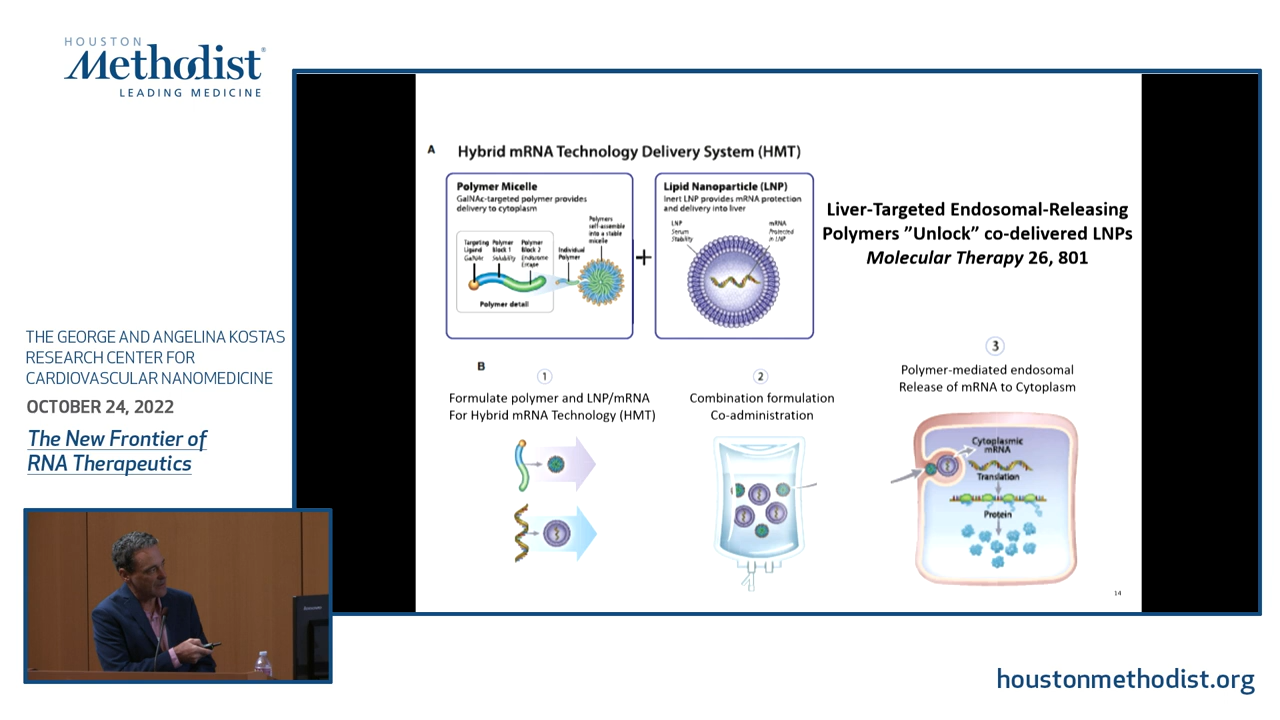 HOUSTON
Methodist®
LEADING MEDICINE
THE GEORGE AND ANGELINA KOSTAS
RESEARCH CENTER FOR
CARDIOVASCULAR NANOMEDICINE
OCTOBER 24, 2022
The New Frontier of
RNA Therapeutics
A
Hybrid mRNA Technology Delivery System (HMT)
Polymer Micelle
GalNAc-targeted polymer provides
delivery to cytoplasm
Targeting
Ligand
GalNAc
Polymer
Block 1
Solubility
Polymer
Block 2
Endosome
Escape
Individual
Polymer
Polymers
self-assemble
into a stable
micelle
Polymer detail
+
Lipid Nanoparticle (LNP)
Inert LNP provides mRNA protection
and delivery into liver
LNP
Serum
Stability
mRNA
Protected
in LNP
Liver-Targeted Endosomal-Releasing
Polymers ”Unlock” co-delivered LNPs
Molecular Therapy 26, 801
B
1
Formulate polymer and LNP/mRNA
For Hybrid mRNA Technology (HMT)
2
Combination formulation
Co-administration
3
Polymer-mediated endosomal
Release of mRNA to Cytoplasm
Cytoplasmic
mRNA
Translation
Protein
14
houstonmethodist.org